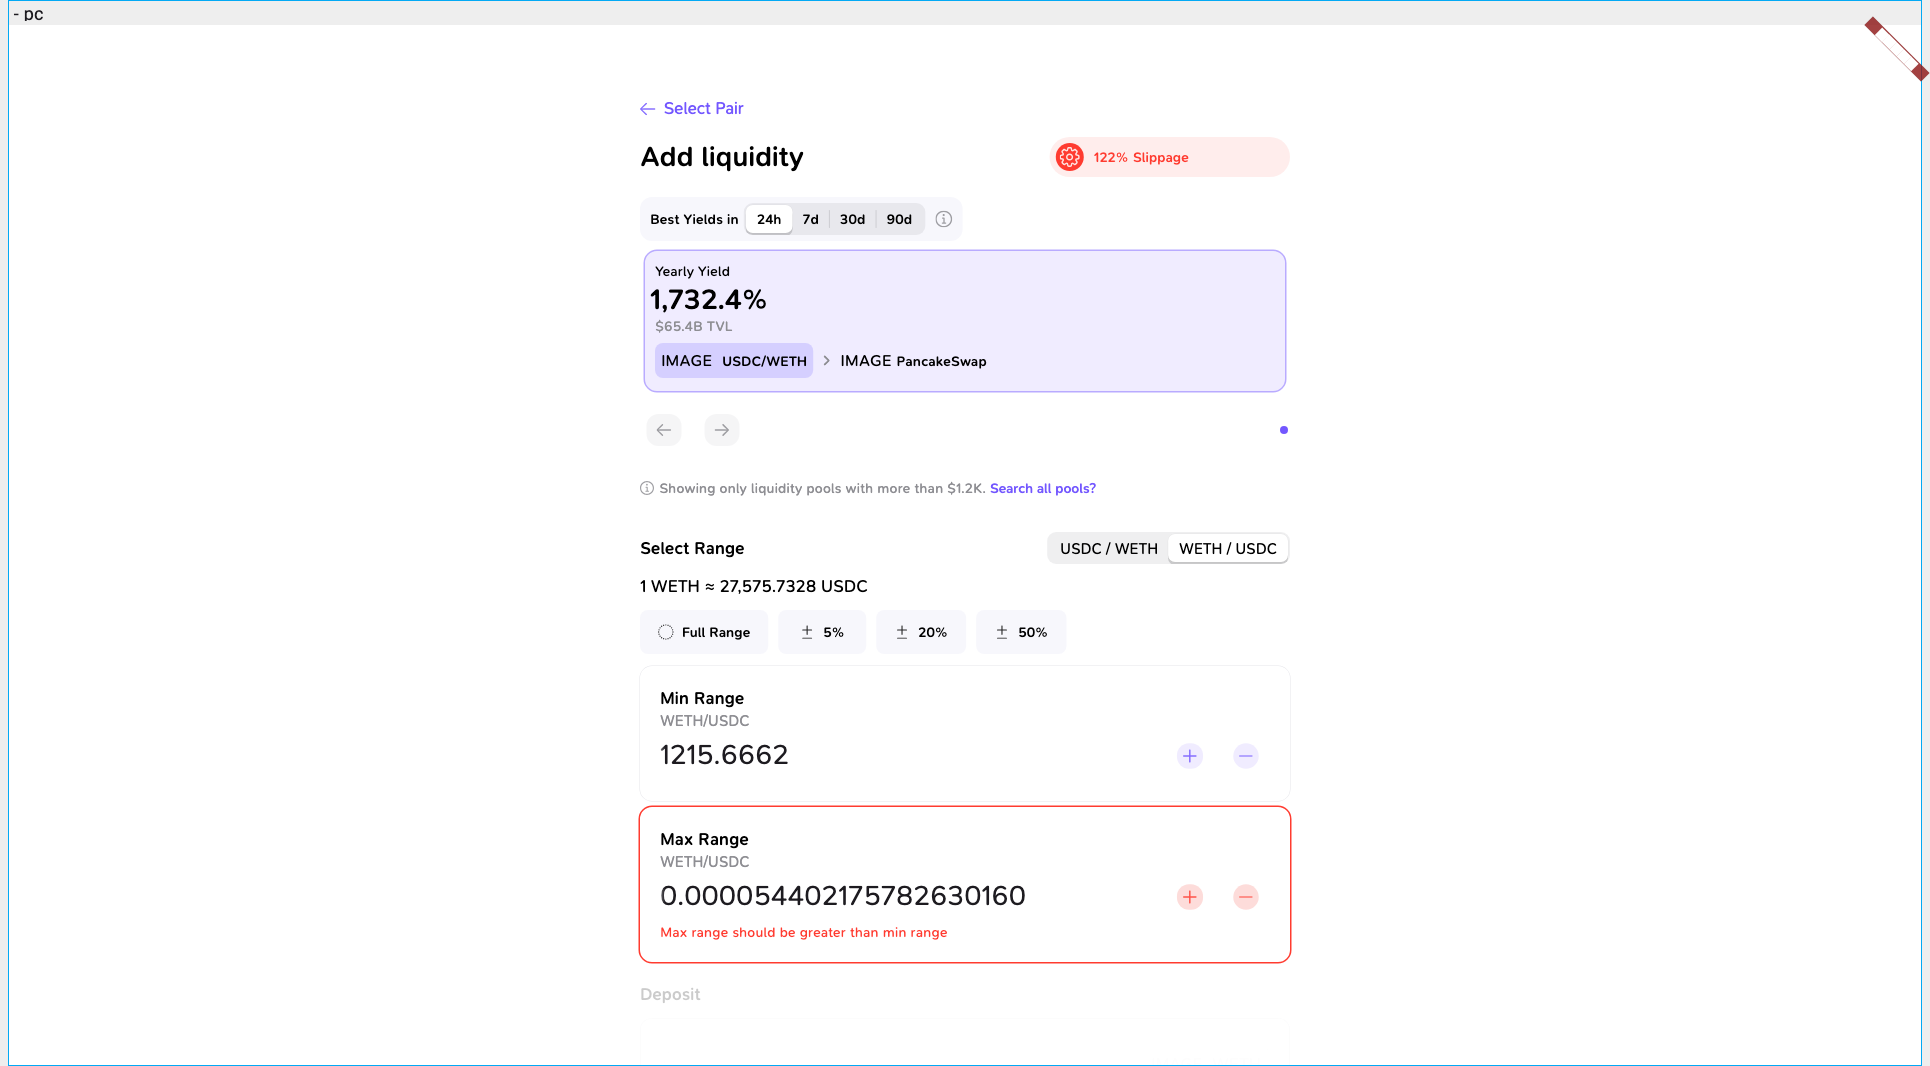 - pc
Select Pair
Add liquidity
122% Slippage
Best Yields in 24h 7d 30d 90d
Yearly Yield
1,732.4%
$65.4B TVL
IMAGE USDC/WETH > IMAGE PancakeSwap
Showing only liquidity pools with more than $1.2K. Search all pools?
Select Range
USDC / WETH WETH / USDC
1 WETH ≈ 27,575.7328 USDC
Full Range ± 5% ± 20% ± 50%
Min Range
WETH/USDC
1215.6662
Max Range
WETH/USDC
0.000054402175782630160
Max range should be greater than min range
Deposit